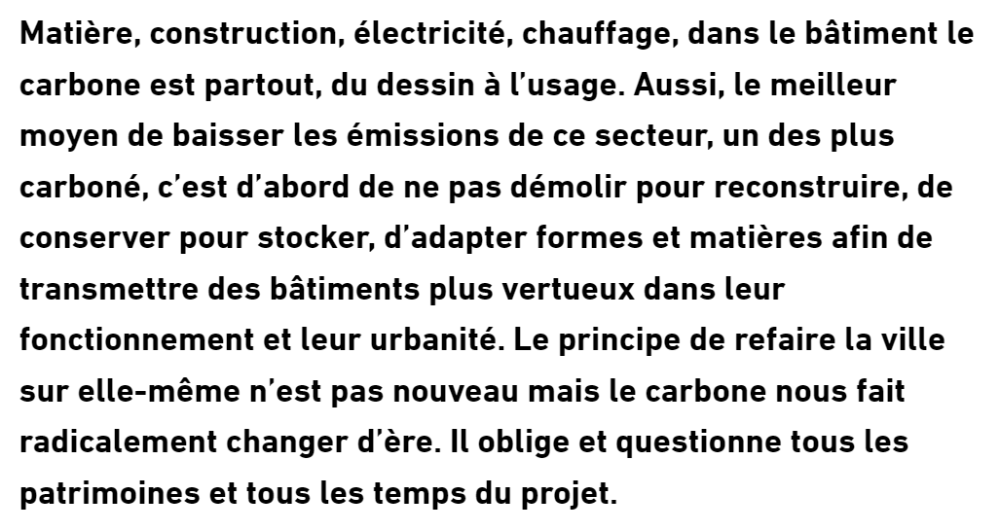 Matière, construction, électricité, chauffage, dans le bâtiment le
carbone est partout, du dessin à l’usage. Aussi, le meilleur
moyen de baisser les émissions de ce secteur, un des plus
carboné, c’est d’abord de ne pas démolir pour reconstruire, de
conserver pour stocker, d’adapter formes et matières afin de
transmettre des bâtiments plus vertueux dans leur
fonctionnement et leur urbanité. Le principe de refaire la ville
sur elle-même n’est pas nouveau mais le carbone nous fait
radicalement changer d’ère. Il oblige et questionne tous les
patrimoines et tous les temps du projet.